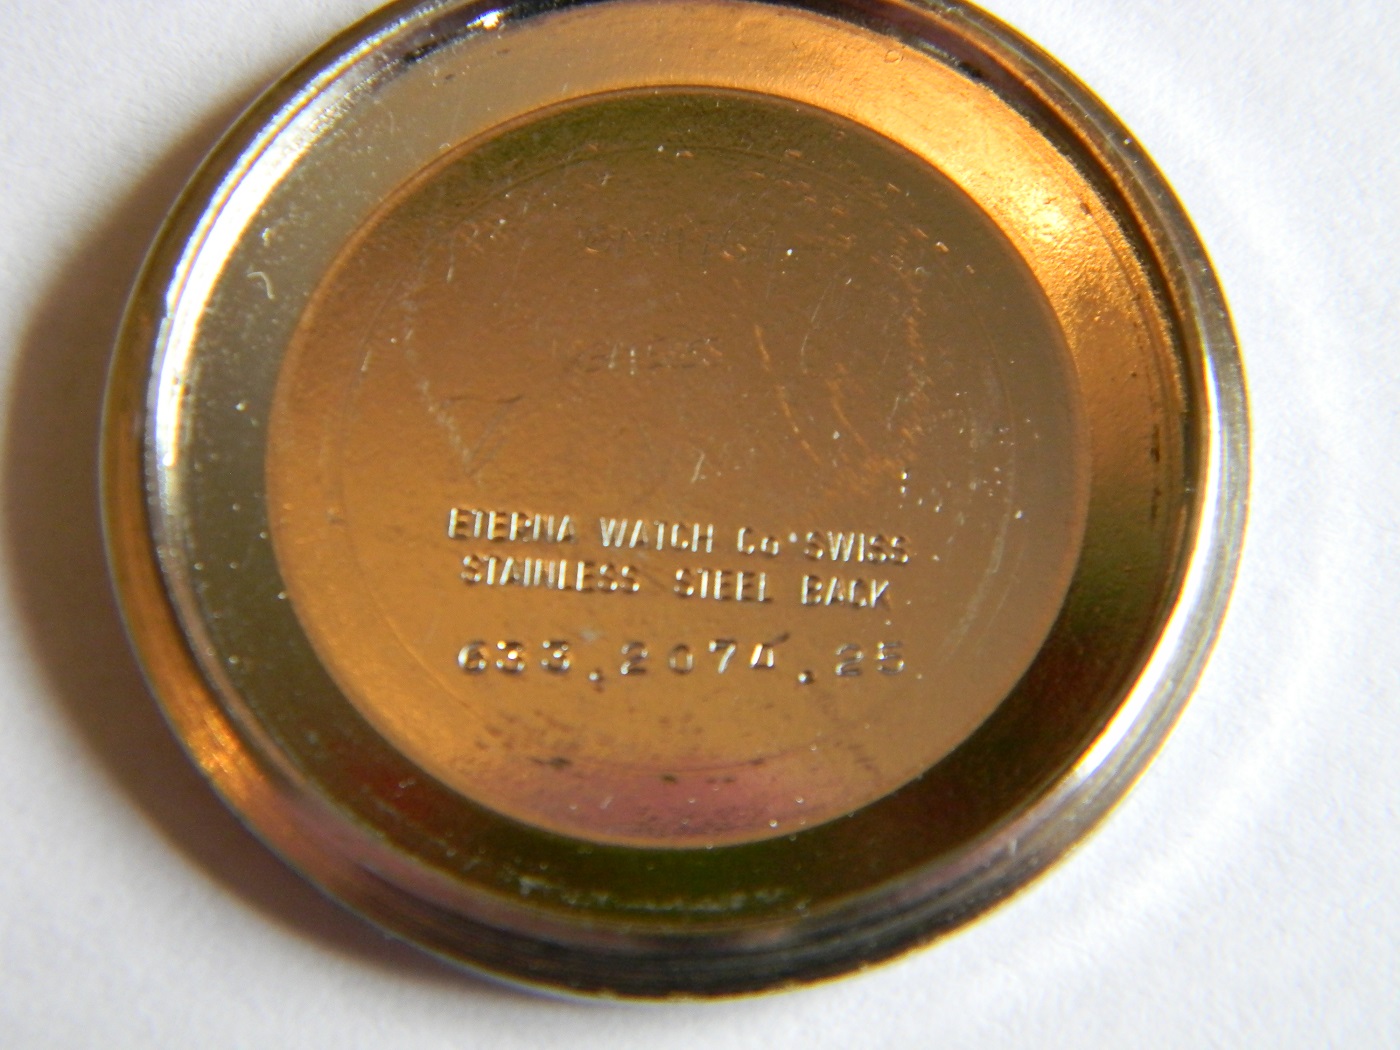 ETERNA WATCH Co SWISS
STAINLESS STEEL BACK
633.2074.25